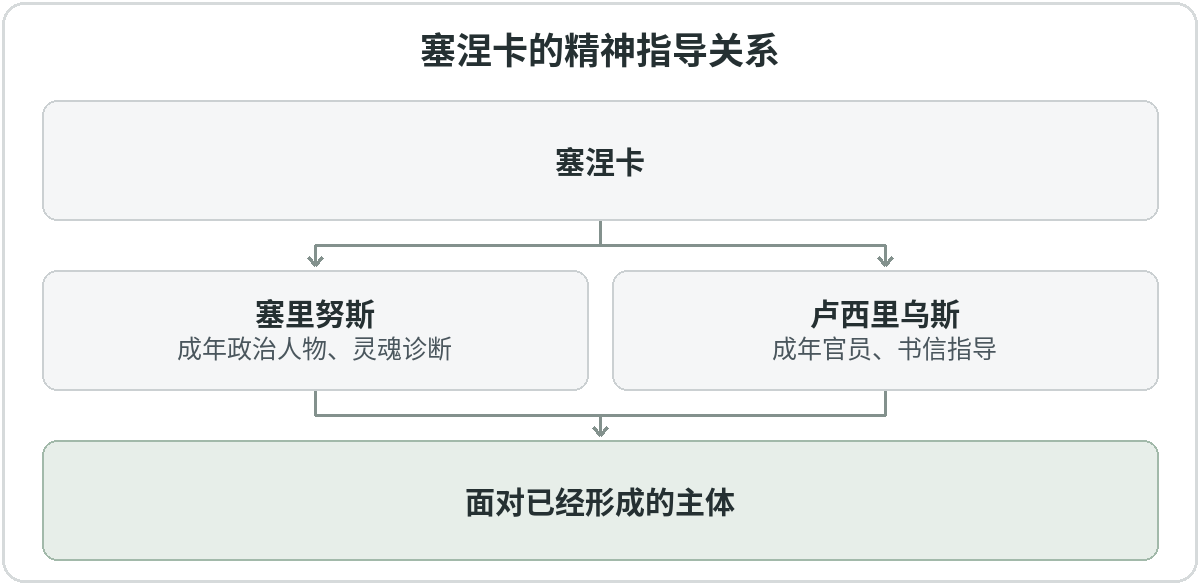 塞涅卡的精神指导关系
塞涅卡
塞里努斯
成年政治人物、灵魂诊断
卢西里乌斯
成年官员、书信指导
面对已经形成的主体